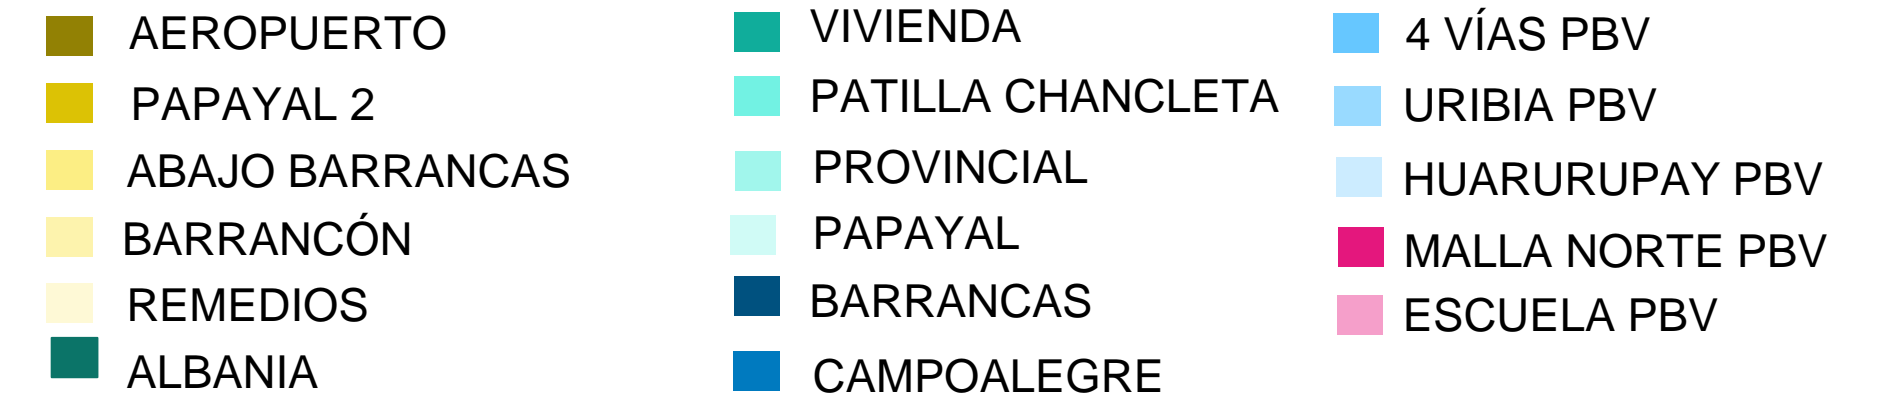 AEROPUERTO
PAPAYAL 2
ABAJO BARRANCAS
BARRANCÓN
REMEDIOS
ALBANIA
VIVIENDA
PATILLA CHANCLETA
PROVINCIAL
PAPAYAL
BARRANCAS
CAMPOALEGRE
4 VÍAS PBV
URIBIA PBV
HUARURUPAY PBV
MALLA NORTE PBV
ESCUELA PBV